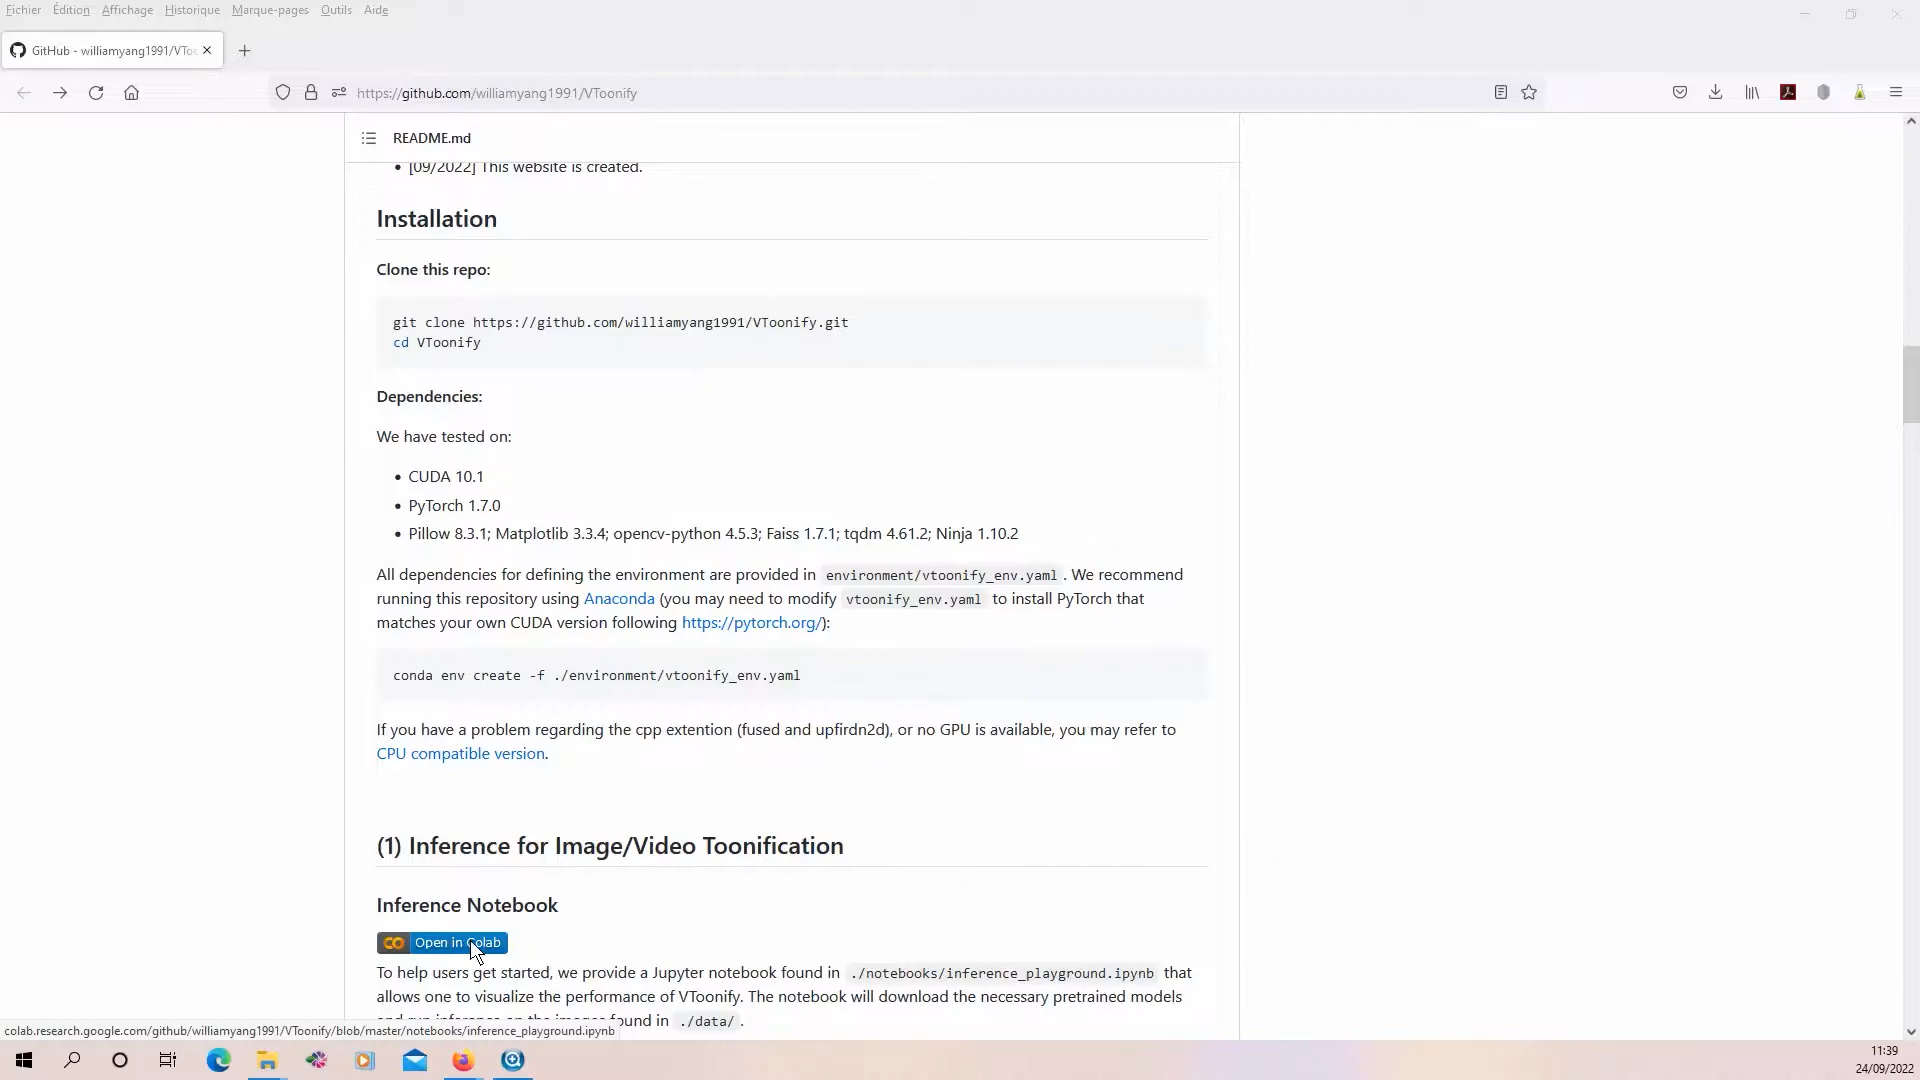 Fichier Édition Affichage Historique Marque-pages Outils Aide
GitHub - williamyang1991/VToo
https://github.com/williamyang1991/VToonify
README.md
[09/2022] This website is created.
Installation
Clone this repo:
git clone https://github.com/williamyang1991/VToonify.git
cd VToonify
Dependencies:
We have tested on:
CUDA 10.1
PyTorch 1.7.0
Pillow 8.3.1; Matplotlib 3.3.4; opencv-python 4.5.3; Faiss 1.7.1; tqdm 4.61.2; Ninja 1.10.2
All dependencies for defining the environment are provided in environment/vtoonify_env.yaml . We recommend
running this repository using Anaconda (you may need to modify vtoonify_env.yaml to install PyTorch that
matches your own CUDA version following https://pytorch.org/):
conda env create -f ./environment/vtoonify_env.yaml
If you have a problem regarding the cpp extention (fused and upfirdn2d), or no GPU is available, you may refer to
CPU compatible version.
(1) Inference for Image/Video Toonification
Inference Notebook
Open in Colab
To help users get started, we provide a Jupyter notebook found in ./notebooks/inference_playground.ipynb that
allows one to visualize the performance of VToonify. The notebook will download the necessary pretrained models
and run inference on the images found in ./data/ .
colab.research.google.com/github/williamyang1991/VToonify/blob/master/notebooks/inference_playground.ipynb
11:39
24/09/2022